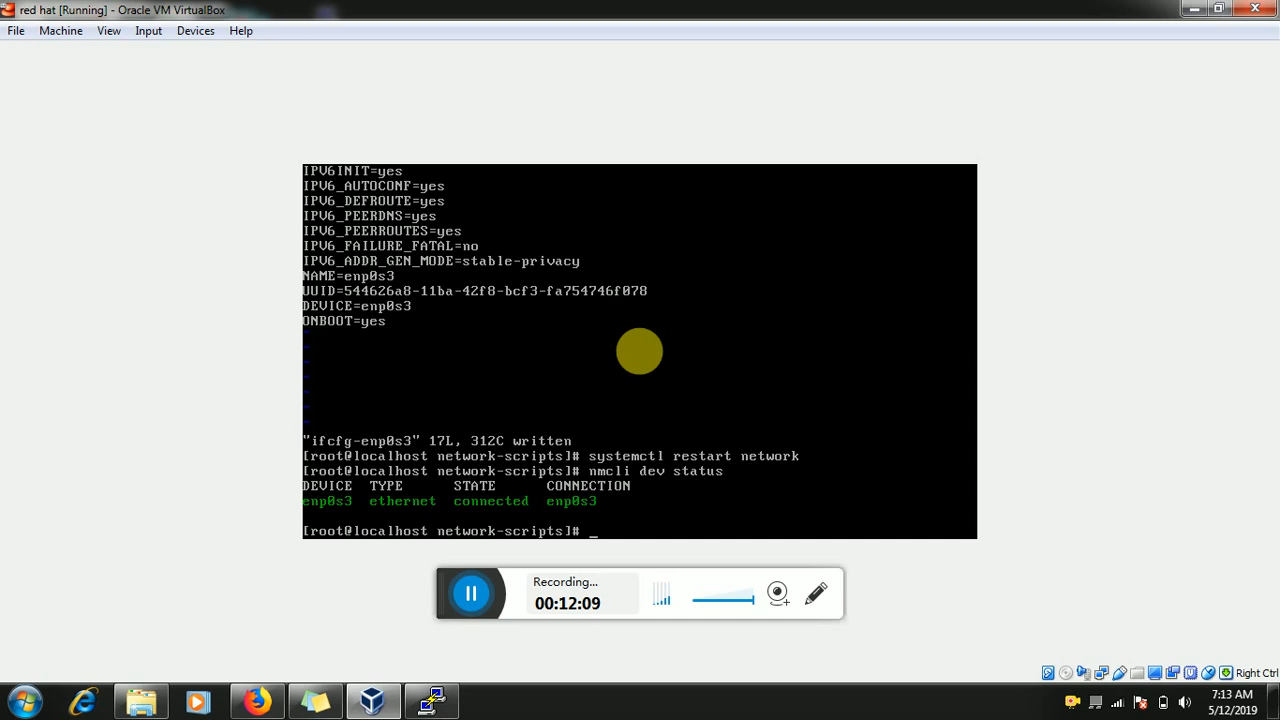 red hat [Running] - Oracle VM VirtualBox
File Machine View Input Devices Help
IPV6INIT=yes
IPV6_AUTOCONF=yes
IPV6_DEFROUTE=yes
IPV6_PEERDNS=yes
IPV6_PEERROUTES=yes
IPV6_FAILURE_FATAL=no
IPV6_ADDR_GEN_MODE=stable-privacy
NAME=enp0s3
UUID=544626a8-11ba-42f8-bcf3-fa754746f078
DEVICE=enp0s3
ONBOOT=yes
~
~
~
~
~
~
~
"ifcfg-enp0s3" 17L, 312C written
[root@localhost network-scripts]# systemctl restart network
[root@localhost network-scripts]# nmcli dev status
DEVICE TYPE STATE CONNECTION
enp0s3 ethernet connected enp0s3
[root@localhost network-scripts]# _
Recording...
00:12:09
Right Ctrl
7:13 AM
5/12/2019